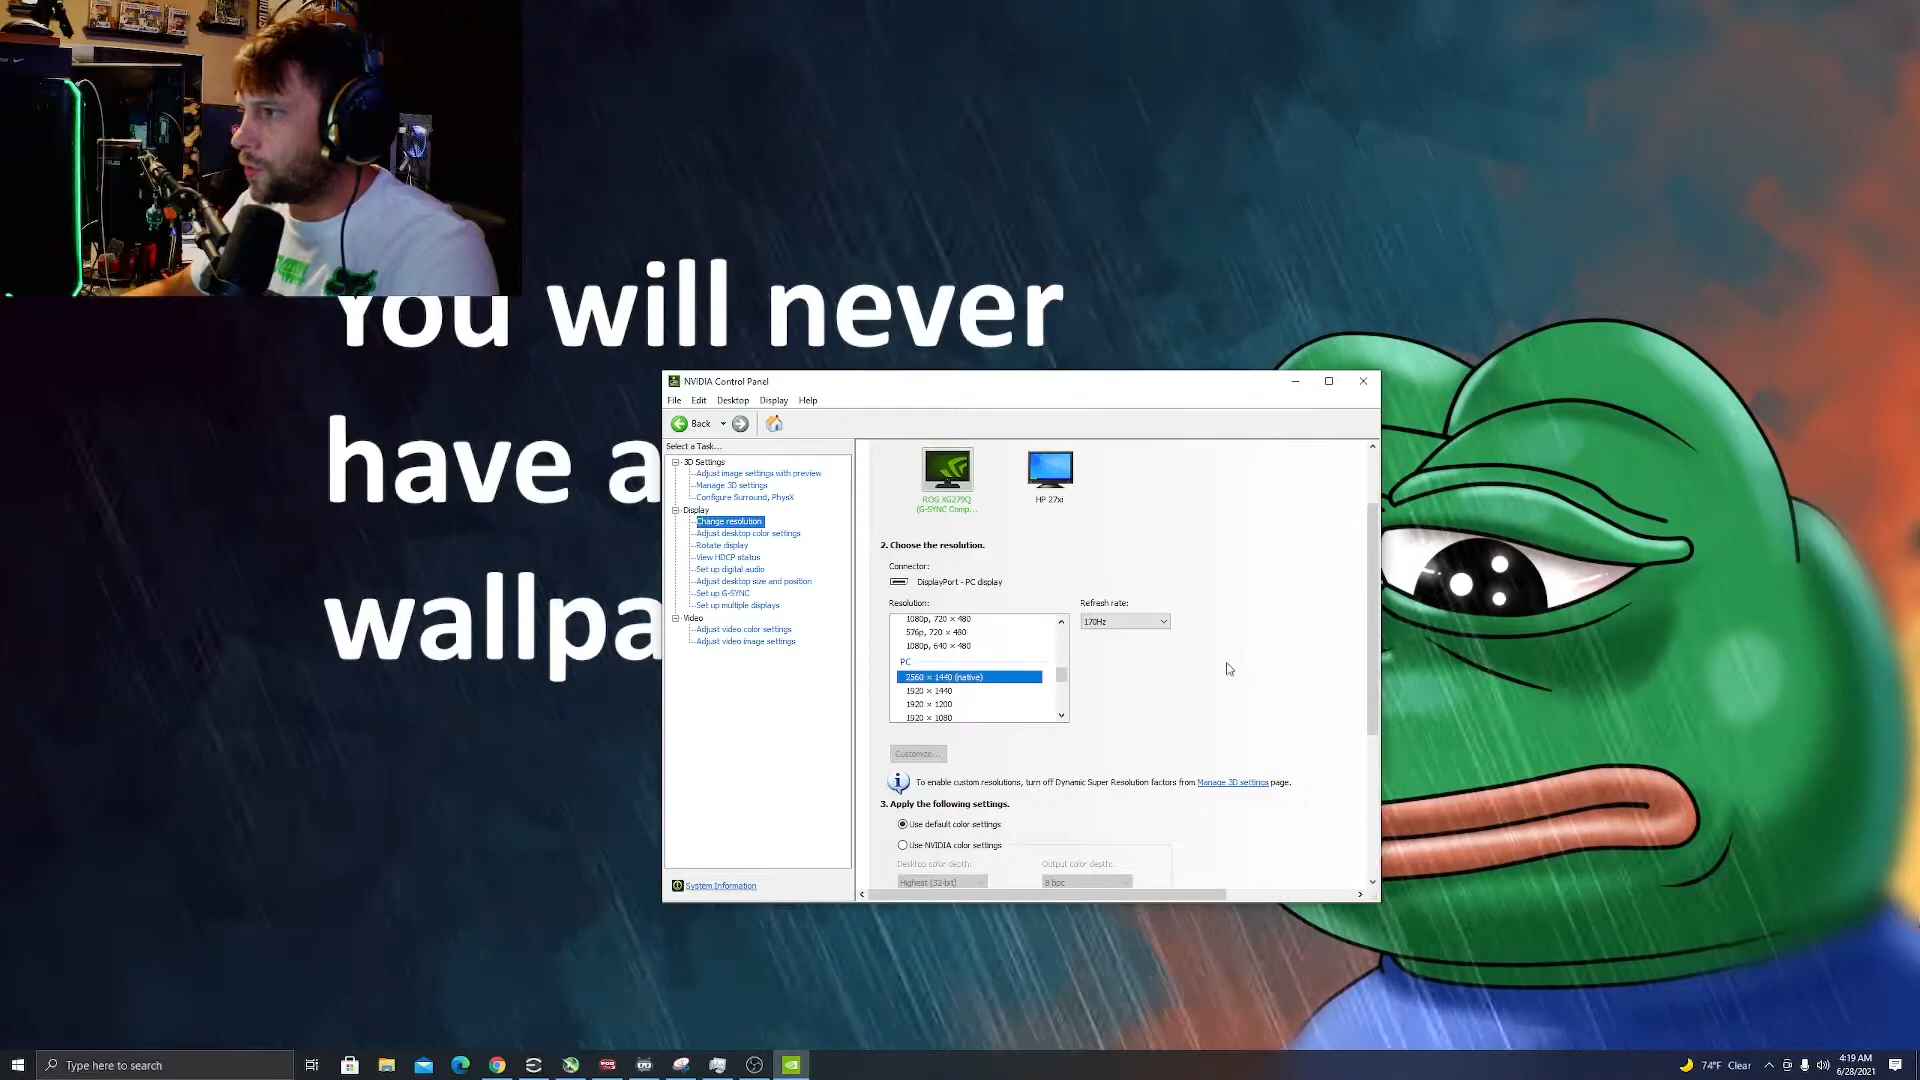 You will never
have a
wallpa
NVIDIA Control Panel
File Edit Desktop Display Help
Back
Select a Task...
3D Settings
Adjust image settings with preview
Manage 3D settings
Configure Surround, PhysX
Display
Change resolution
Adjust desktop color settings
Rotate display
View HDCP status
Set up digital audio
Adjust desktop size and position
Set up G-SYNC
Set up multiple displays
Video
Adjust video color settings
Adjust video image settings
System Information
ROG XG279Q
(G-SYNC Comp...
HP 27xi
2. Choose the resolution.
Connector:
DisplayPort - PC display
Resolution:
Refresh rate:
1080p, 720 × 480
576p, 720 × 480
1080p, 640 × 480
PC
2560 × 1440 (native)
1920 × 1440
1920 × 1200
1920 × 1080
170Hz
Customize...
To enable custom resolutions, turn off Dynamic Super Resolution factors from Manage 3D settings page.
3. Apply the following settings.
Use default color settings
Use NVIDIA color settings
Desktop color depth:
Output color depth:
Highest (32-bit)
8 bpc
Type here to search
74°F Clear
4:19 AM
6/28/2021